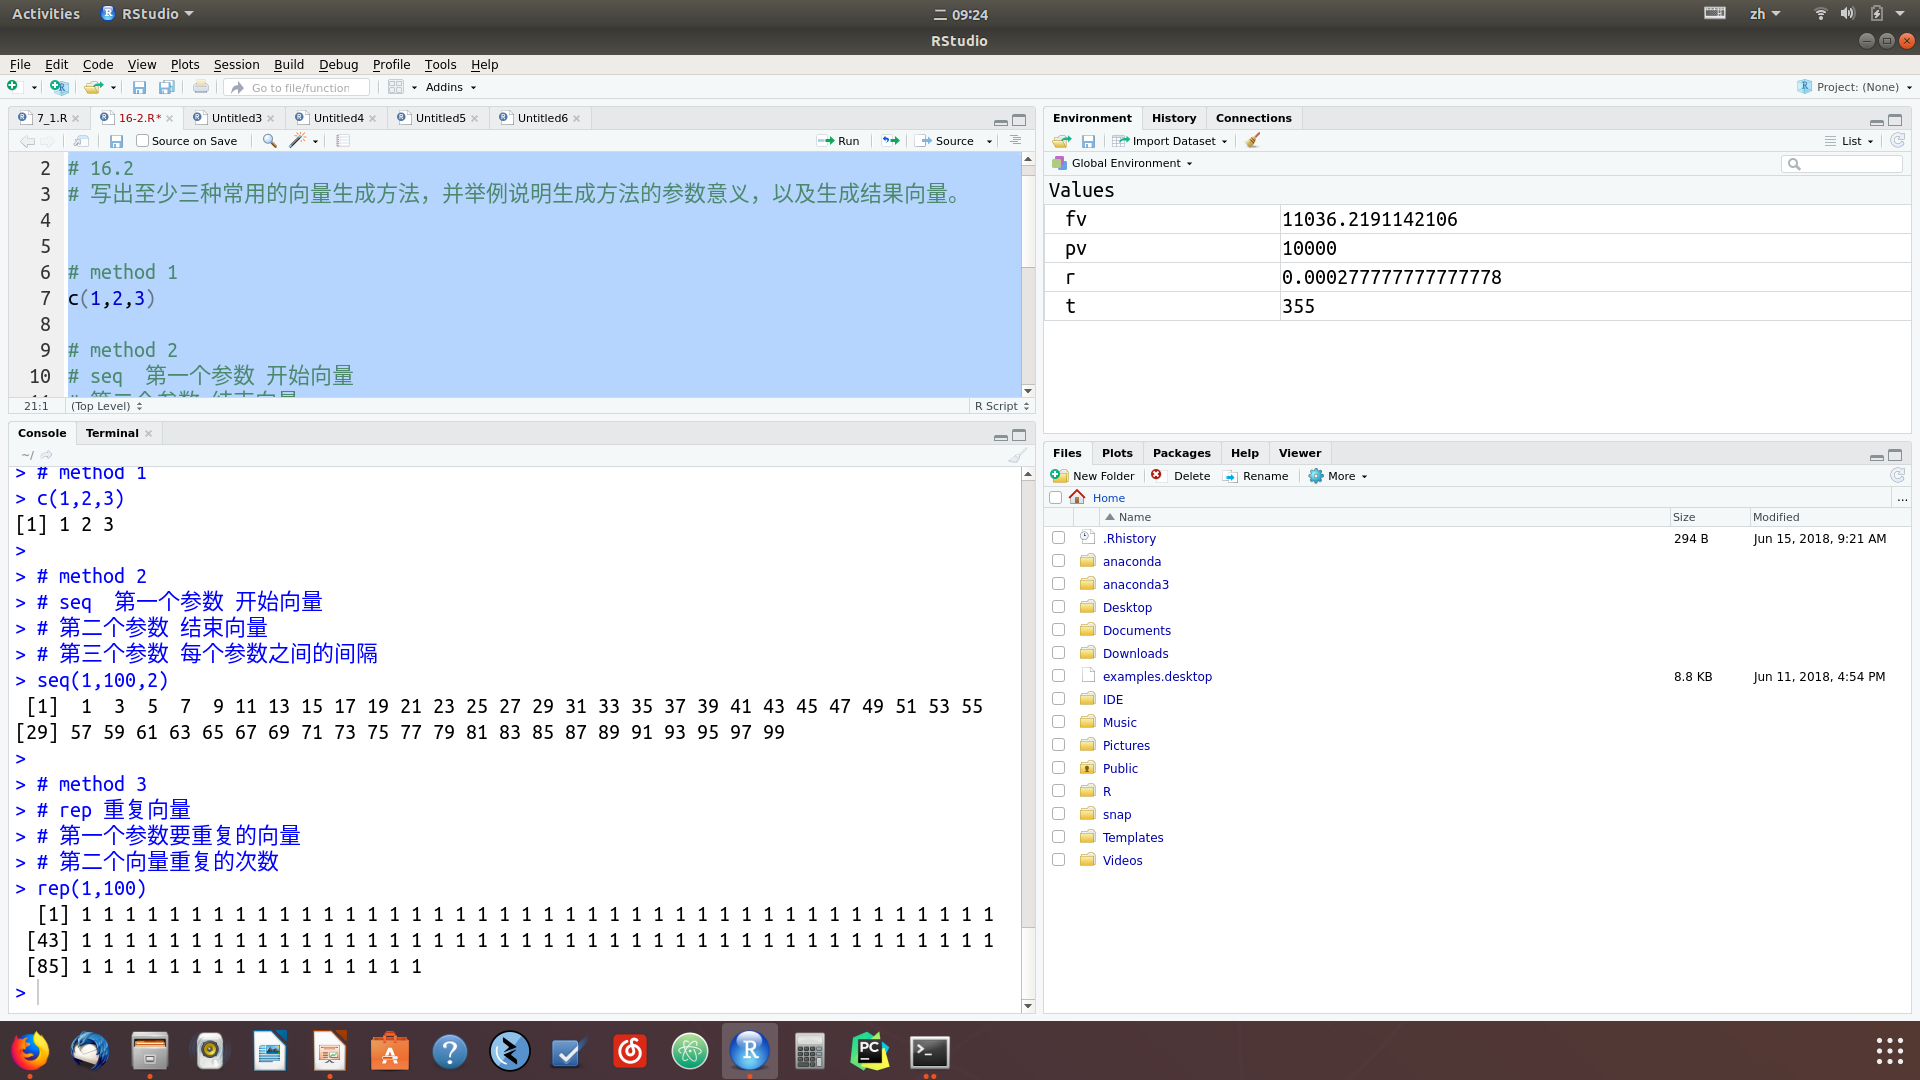 Activities RStudio 二 09:24 zh
RStudio
File Edit Code View Plots Session Build Debug Profile Tools Help
Go to file/function Addins Project: (None)
7_1.R 16-2.R* Untitled3 Untitled4 Untitled5 Untitled6
Source on Save Run Source
2 # 16.2
3 # 写出至少三种常用的向量生成方法，并举例说明生成方法的参数意义，以及生成结果向量。
4
5
6 # method 1
7 c(1,2,3)
8
9 # method 2
10 # seq  第一个参数 开始向量
11 # 第二个参数 结束向量
21:1 (Top Level) R Script
Console Terminal
~/
> # method 1
> c(1,2,3)
[1] 1 2 3
>
> # method 2
> # seq  第一个参数 开始向量
> # 第二个参数 结束向量
> # 第三个参数 每个参数之间的间隔
> seq(1,100,2)
 [1]  1  3  5  7  9 11 13 15 17 19 21 23 25 27 29 31 33 35 37 39 41 43 45 47 49 51 53 55
[29] 57 59 61 63 65 67 69 71 73 75 77 79 81 83 85 87 89 91 93 95 97 99
>
> # method 3
> # rep 重复向量
> # 第一个参数要重复的向量
> # 第二个向量重复的次数
> rep(1,100)
  [1] 1 1 1 1 1 1 1 1 1 1 1 1 1 1 1 1 1 1 1 1 1 1 1 1 1 1 1 1 1 1 1 1 1 1 1 1 1 1 1 1 1 1
 [43] 1 1 1 1 1 1 1 1 1 1 1 1 1 1 1 1 1 1 1 1 1 1 1 1 1 1 1 1 1 1 1 1 1 1 1 1 1 1 1 1 1 1
 [85] 1 1 1 1 1 1 1 1 1 1 1 1 1 1 1 1
>
Environment History Connections
Import Dataset List
Global Environment
Values
fv 11036.2191142106
pv 10000
r 0.000277777777777778
t 355
Files Plots Packages Help Viewer
New Folder Delete Rename More
Home ...
Name Size Modified
.Rhistory 294 B Jun 15, 2018, 9:21 AM
anaconda
anaconda3
Desktop
Documents
Downloads
examples.desktop 8.8 KB Jun 11, 2018, 4:54 PM
IDE
Music
Pictures
Public
R
snap
Templates
Videos